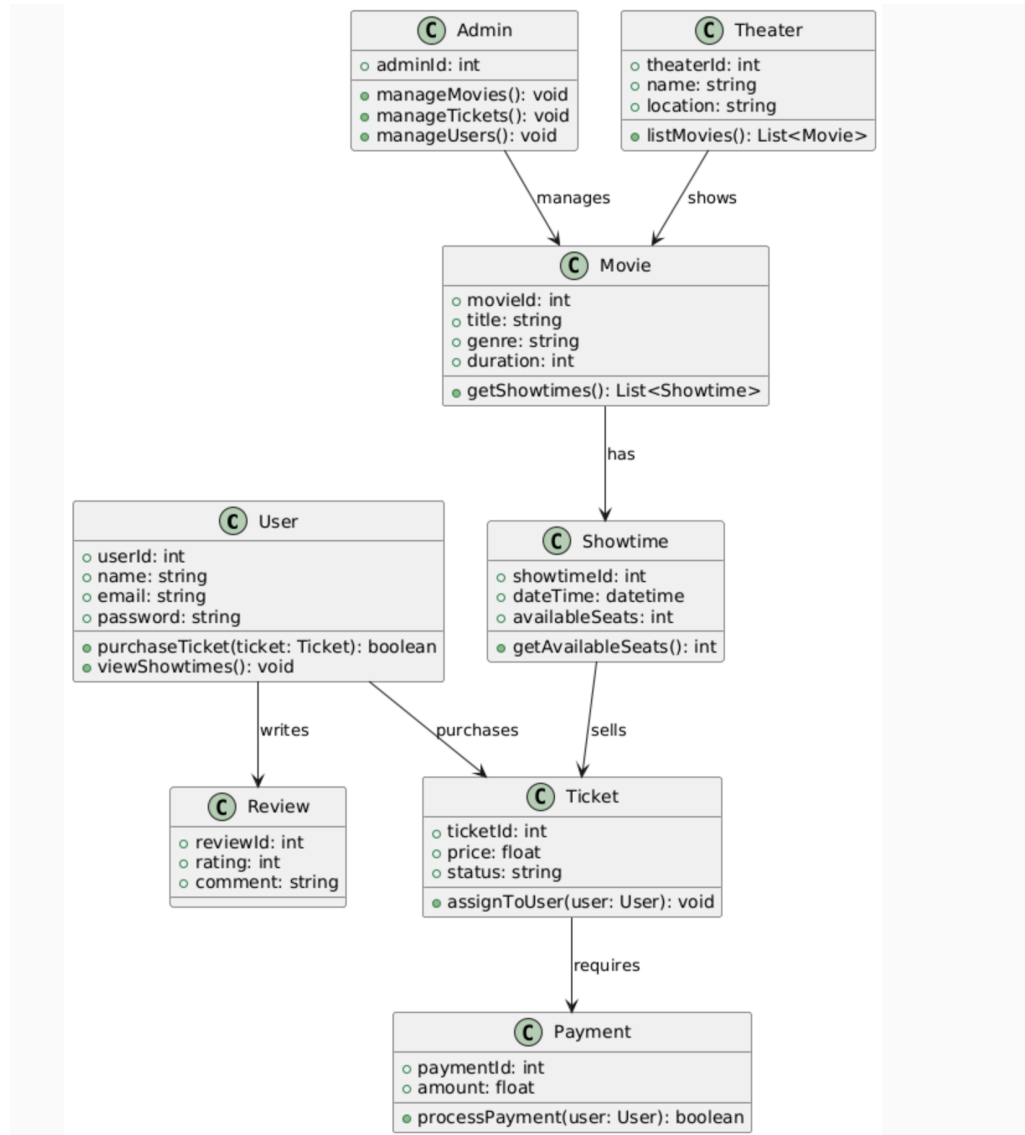 C Admin
adminId: int
manageMovies(): void
manageTickets(): void
manageUsers(): void
C Theater
theaterId: int
name: string
location: string
listMovies(): List<Movie>
manages
shows
C Movie
movieId: int
title: string
genre: string
duration: int
getShowtimes(): List<Showtime>
has
C User
userId: int
name: string
email: string
password: string
purchaseTicket(ticket: Ticket): boolean
viewShowtimes(): void
C Showtime
showtimeId: int
dateTime: datetime
availableSeats: int
getAvailableSeats(): int
writes
purchases
sells
C Review
reviewId: int
rating: int
comment: string
C Ticket
ticketId: int
price: float
status: string
assignToUser(user: User): void
requires
C Payment
paymentId: int
amount: float
processPayment(user: User): boolean